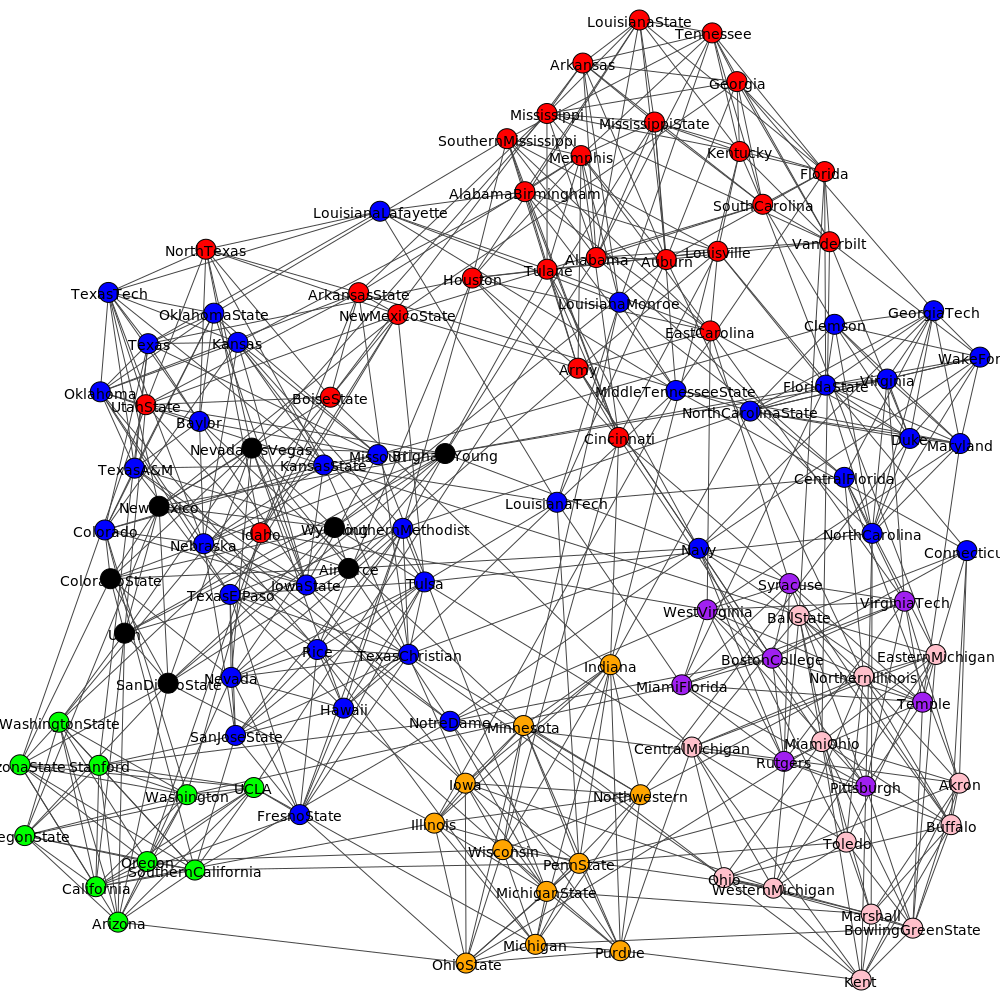 LouisianaState
Tennessee
Arkansas
Georgia
Mississippi
MississippiState
SouthernMississippi
Kentucky
Memphis
Florida
AlabamaBirmingham
SouthCarolina
LouisianaLafayette
Vanderbilt
NorthTexas
Louisville
Alabama
Auburn
Tulane
Houston
TexasTech
ArkansasState
LouisianaMonroe
OklahomaState
NewMexicoState
GeorgiaTech
Clemson
EastCarolina
Texas
Kansas
WakeFor
Army
Virginia
FloridaState
MiddleTennesseeState
Oklahoma
BoiseState
UtahState
NorthCarolinaState
Baylor
Cincinnati
Duke
Maryland
NevadaLasVegas
Missouri
BrighamYoung
KansasState
TexasA&M
CentralFlorida
LouisianaTech
NewMexico
Colorado
Wyoming
SouthernMethodist
Idaho
NorthCarolina
Nebraska
Navy
Connecticu
AirForce
ColoradoState
IowaState
Tulsa
Syracuse
TexasElPaso
VirginiaTech
WestVirginia
BallState
Utah
Rice
TexasChristian
BostonCollege
EasternMichigan
Indiana
NorthernIllinois
Nevada
SanDiegoState
MiamiFlorida
Temple
Hawaii
WashingtonState
NotreDame
Minnesota
SanJoseState
MiamiOhio
CentralMichigan
Rutgers
zonaState
Stanford
Iowa
UCLA
Pittsburgh
Akron
Washington
Northwestern
FresnoState
Illinois
Buffalo
egonState
Toledo
Wisconsin
Oregon
PennState
SouthernCalifornia
Ohio
California
WesternMichigan
MichiganState
Marshall
Arizona
BowlingGreenState
Michigan
Purdue
OhioState
Kent